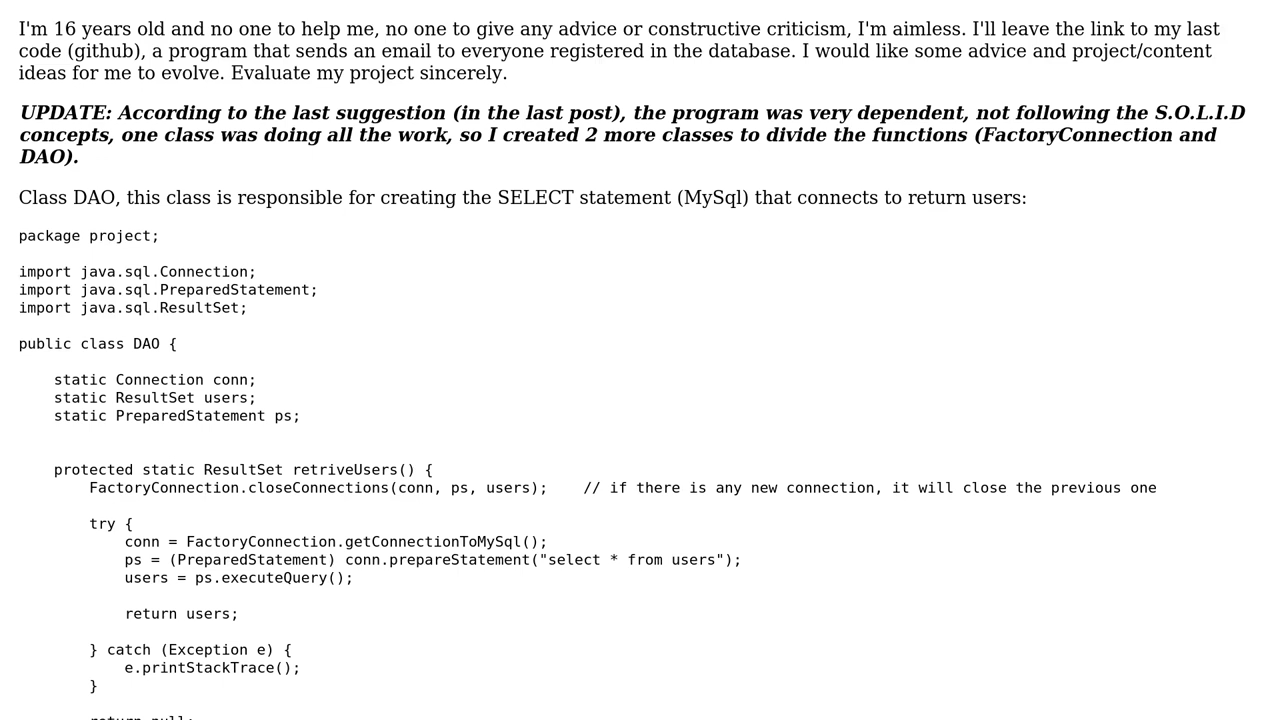 I'm 16 years old and no one to help me, no one to give any advice or constructive criticism, I'm aimless. I'll leave the link to my last
code (github), a program that sends an email to everyone registered in the database. I would like some advice and project/content
ideas for me to evolve. Evaluate my project sincerely.
UPDATE: According to the last suggestion (in the last post), the program was very dependent, not following the S.O.L.I.D
concepts, one class was doing all the work, so I created 2 more classes to divide the functions (FactoryConnection and
DAO).
Class DAO, this class is responsible for creating the SELECT statement (MySql) that connects to return users:
package project;
import java.sql.Connection;
import java.sql.PreparedStatement;
import java.sql.ResultSet;
public class DAO {
static Connection conn;
static ResultSet users;
static PreparedStatement ps;
protected static ResultSet retriveUsers() {
FactoryConnection.closeConnections(conn, ps, users);    // if there is any new connection, it will close the previous one
try {
conn = FactoryConnection.getConnectionToMySql();
ps = (PreparedStatement) conn.prepareStatement("select * from users");
users = ps.executeQuery();
return users;
} catch (Exception e) {
e.printStackTrace();
}
return null;